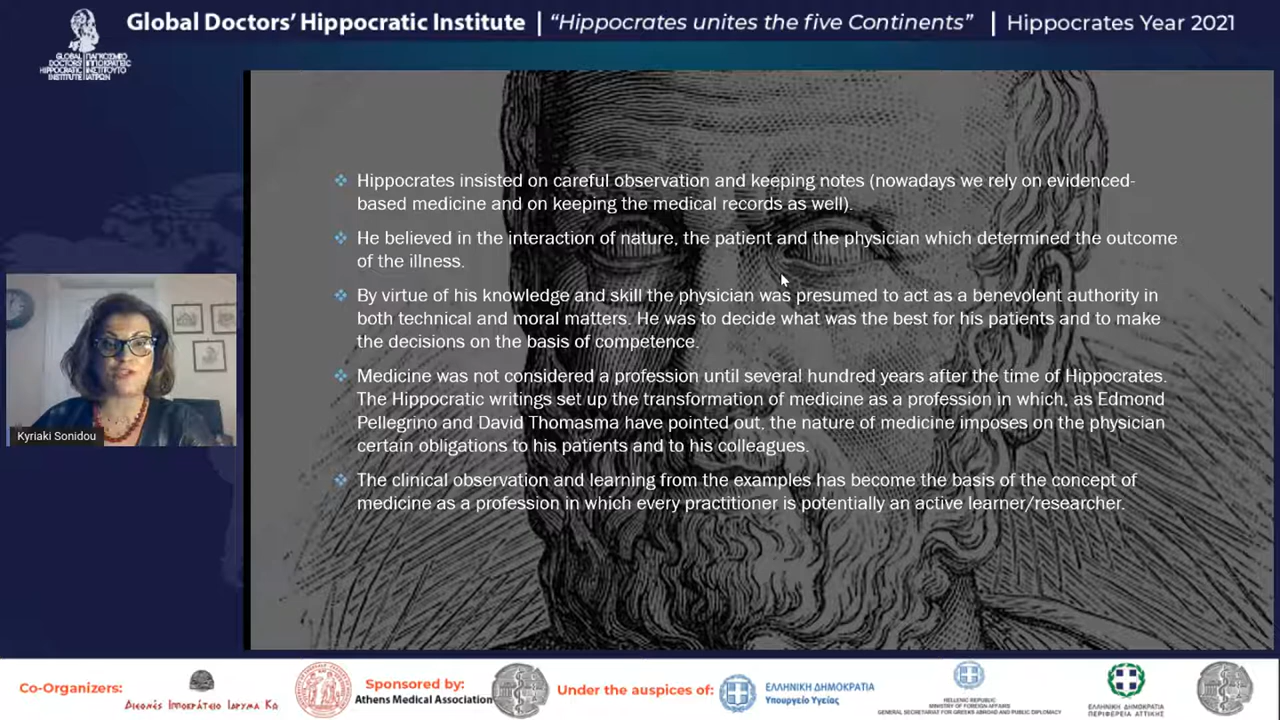 Global Doctors' Hippocratic Institute | "Hippocrates unites the five Continents" | Hippocrates Year 2021
GLOBAL ΠΑΓΚΟΣΜΙΟ
DOCTORS' ΙΠΠΟΚΡΑΤΕΙΟ
HIPPOCRATIC ΙΝΣΤΙΤΟΥΤΟ
INSTITUTE ΙΑΤΡΩΝ
❖ Hippocrates insisted on careful observation and keeping notes (nowadays we rely on evidenced-
based medicine and on keeping the medical records as well).
❖ He believed in the interaction of nature, the patient and the physician which determined the outcome
of the illness.
❖ By virtue of his knowledge and skill the physician was presumed to act as a benevolent authority in
both technical and moral matters. He was to decide what was the best for his patients and to make
the decisions on the basis of competence.
❖ Medicine was not considered a profession until several hundred years after the time of Hippocrates.
The Hippocratic writings set up the transformation of medicine as a profession in which, as Edmond
Pellegrino and David Thomasma have pointed out, the nature of medicine imposes on the physician
certain obligations to his patients and to his colleagues.
❖ The clinical observation and learning from the examples has become the basis of the concept of
medicine as a profession in which every practitioner is potentially an active learner/researcher.
Kyriaki Sonidou
Co-Organizers:
Διεθνές Ιπποκράτειο Ίδρυμα Κω
Sponsored by:
Athens Medical Association
Under the auspices of:
ΕΛΛΗΝΙΚΗ ΔΗΜΟΚΡΑΤΙΑ
Υπουργείο Υγείας
HELLENIC REPUBLIC
MINISTRY OF FOREIGN AFFAIRS
GENERAL SECRETARIAT FOR GREEKS ABROAD AND PUBLIC DIPLOMACY
ΕΛΛΗΝΙΚΗ ΔΗΜΟΚΡΑΤΙΑ
ΠΕΡΙΦΕΡΕΙΑ ΑΤΤΙΚΗΣ